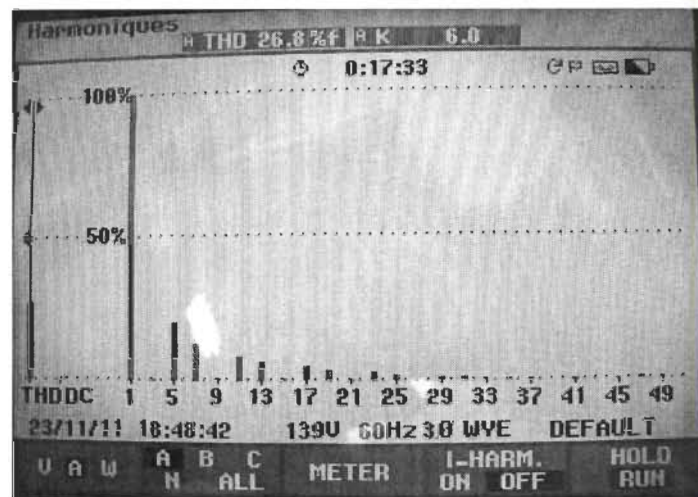 Harmoniques
A THD 26.8 %f A K 6.0
0:17:33
100%
50%
THD DC 1 5 9 13 17 21 25 29 33 37 41 45 49
23/11/11 18:48:42 139V 60Hz 3Ø WYE DEFAULT
V A W A B C METER I-HARM. HOLD
N ALL ON OFF RUN